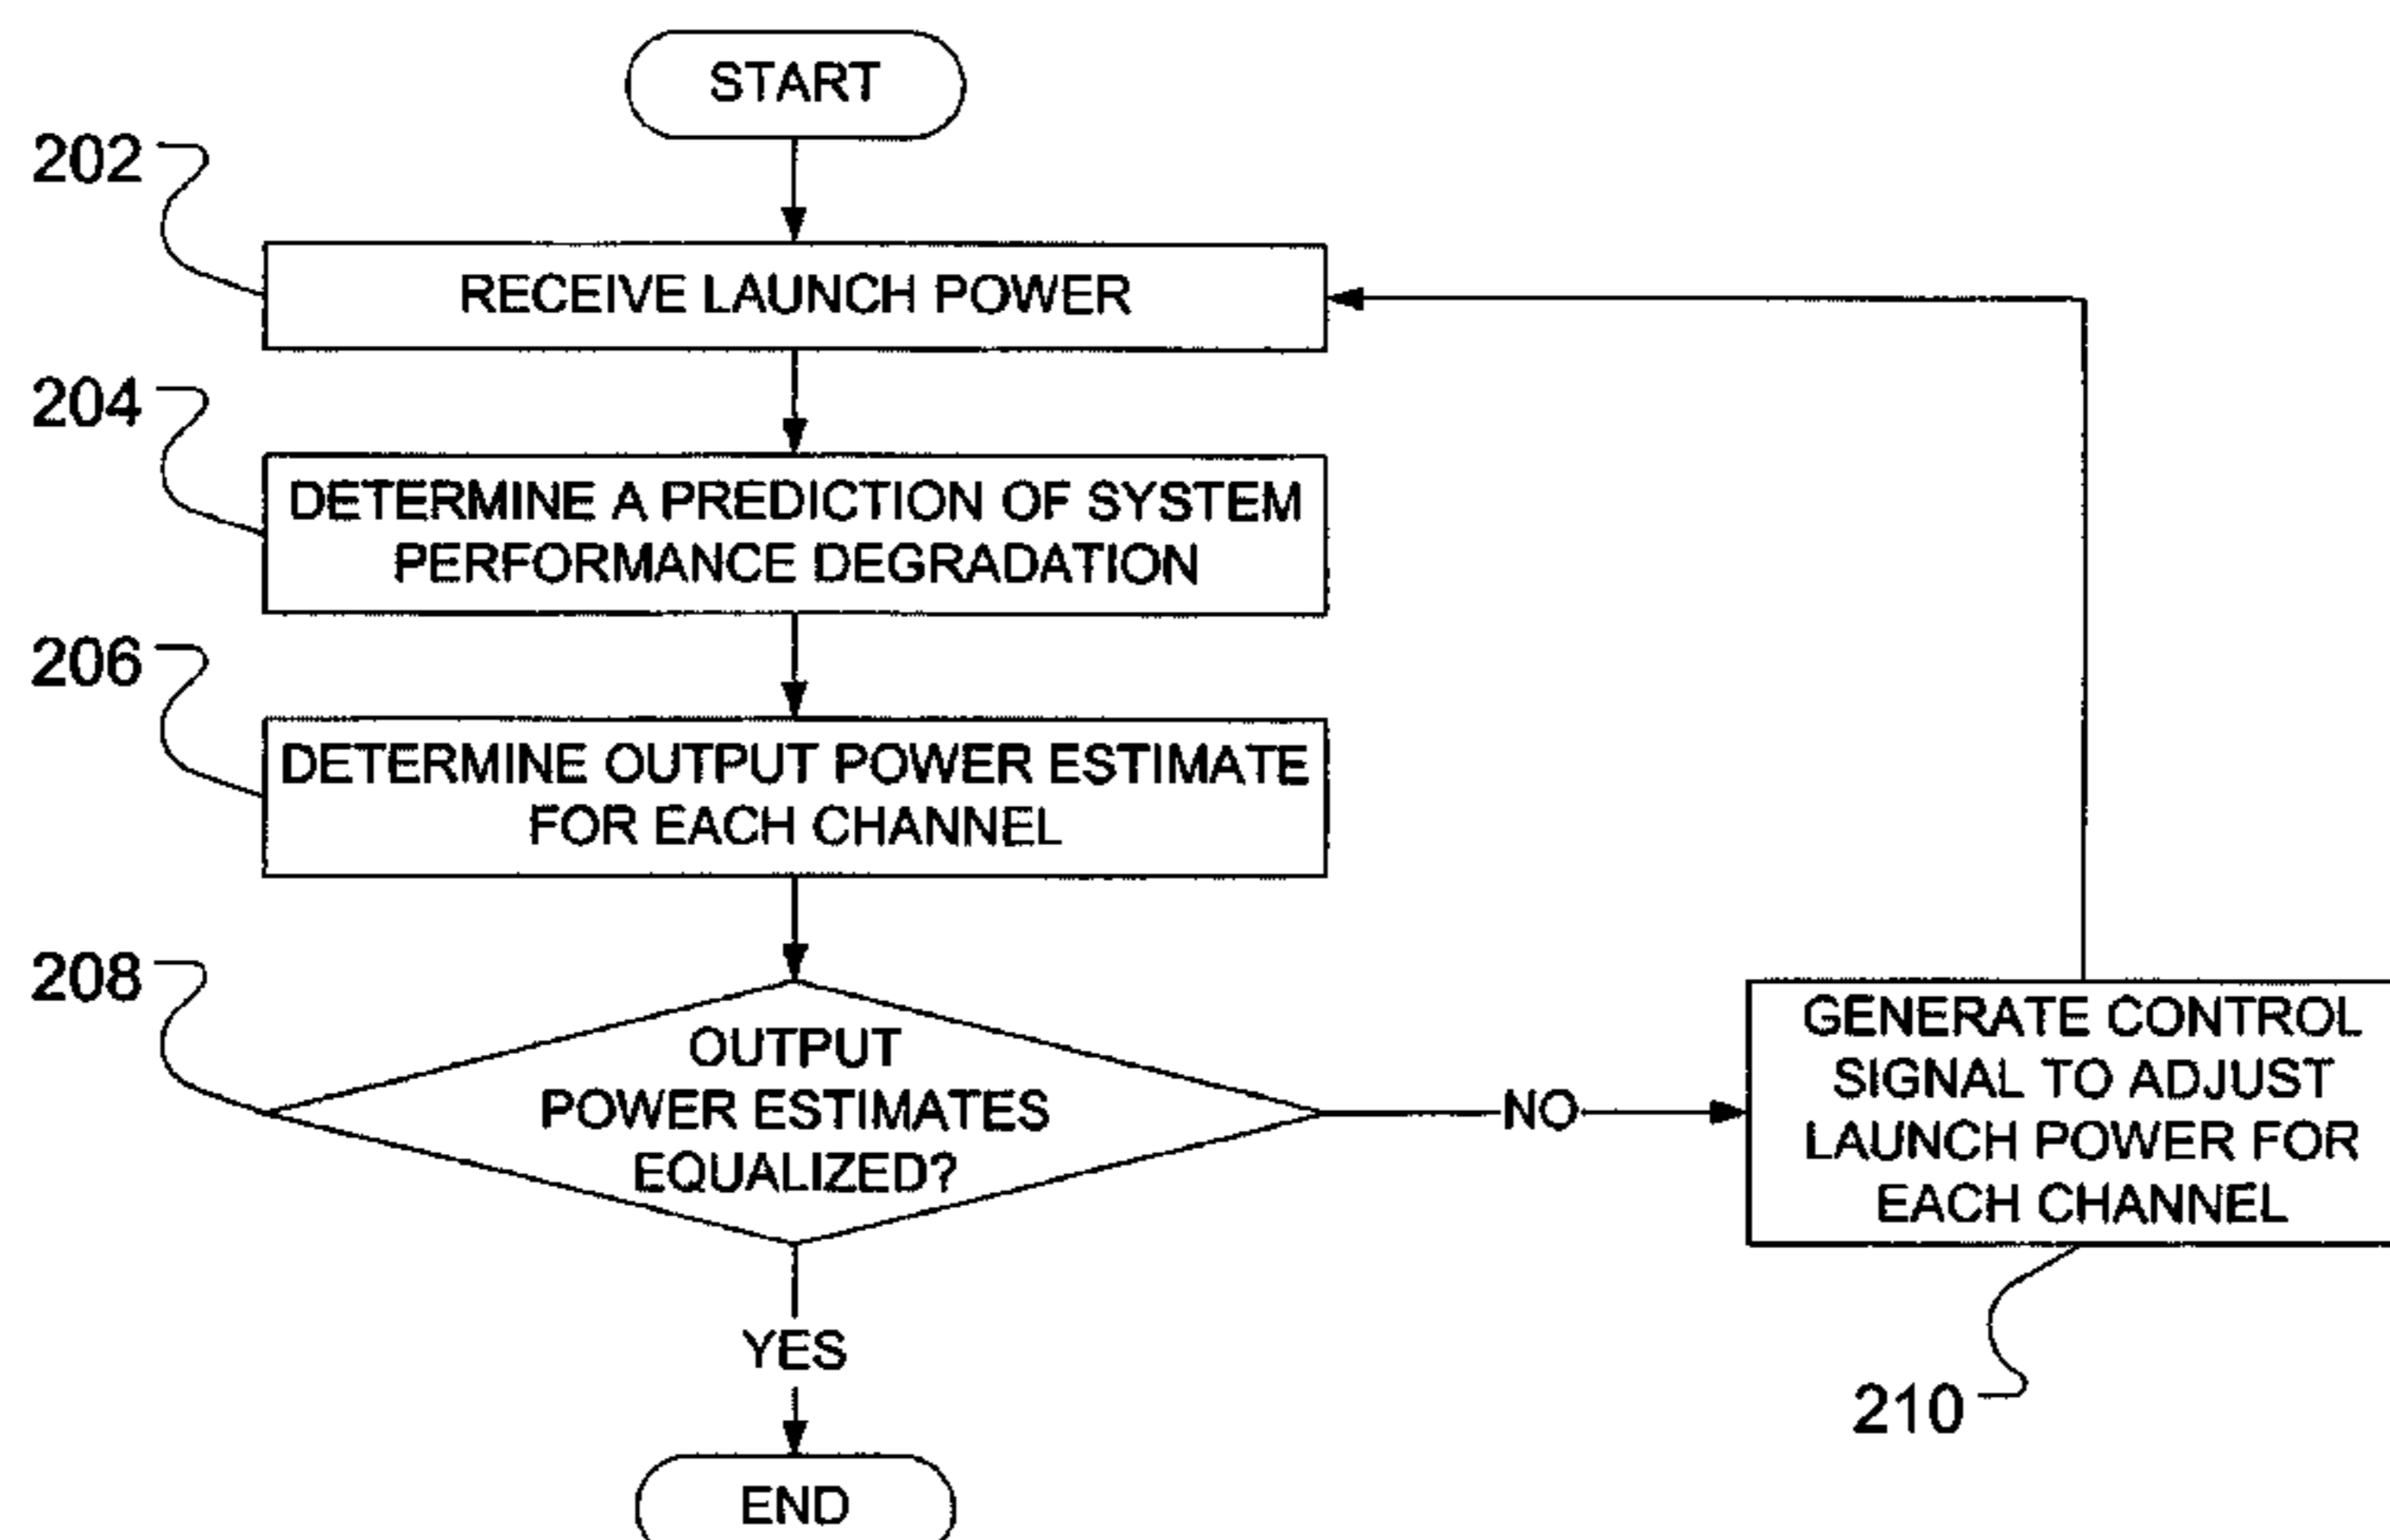 START
202
RECEIVE LAUNCH POWER
204
DETERMINE A PREDICTION OF SYSTEM
PERFORMANCE DEGRADATION
206
DETERMINE OUTPUT POWER ESTIMATE
FOR EACH CHANNEL
208
OUTPUT
POWER ESTIMATES
EQUALIZED?
NO
GENERATE CONTROL
SIGNAL TO ADJUST
LAUNCH POWER FOR
EACH CHANNEL
210
YES
END